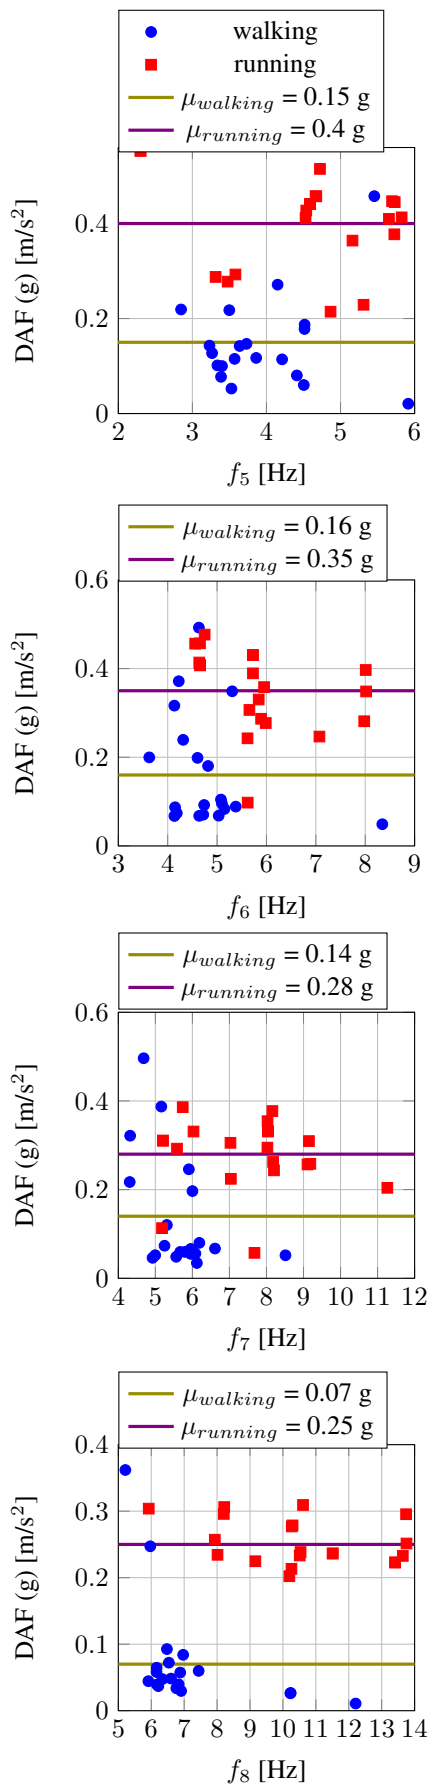 walking
running
μwalking = 0.15 g
μrunning = 0.4 g
DAF (g) [m/s²]
0.4
0.2
0
2 3 4 5 6
f5 [Hz]
μwalking = 0.16 g
μrunning = 0.35 g
DAF (g) [m/s²]
0.6
0.4
0.2
0
3 4 5 6 7 8 9
f6 [Hz]
μwalking = 0.14 g
μrunning = 0.28 g
DAF (g) [m/s²]
0.6
0.4
0.2
0
4 5 6 7 8 9 10 11 12
f7 [Hz]
μwalking = 0.07 g
μrunning = 0.25 g
DAF (g) [m/s²]
0.4
0.3
0.2
0.1
0
5 6 7 8 9 10 11 12 13 14
f8 [Hz]